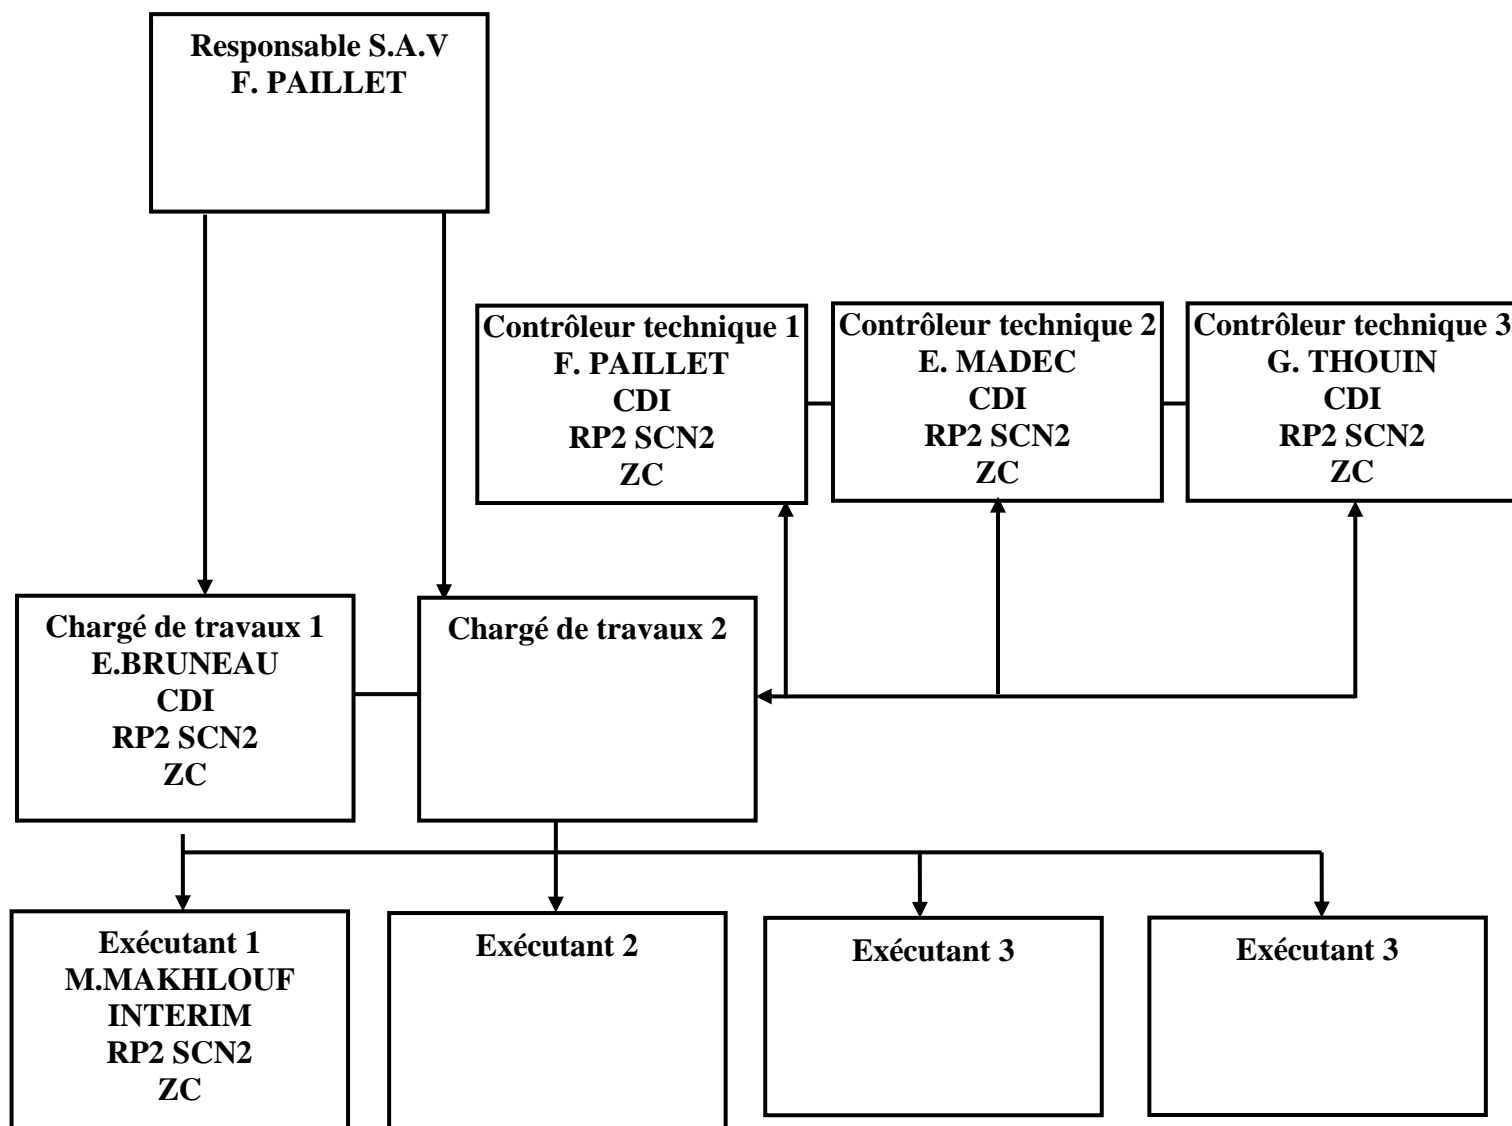 Responsable S.A.V
F. PAILLET
Contrôleur technique 1
F. PAILLET
CDI
RP2 SCN2
ZC
Contrôleur technique 2
E. MADEC
CDI
RP2 SCN2
ZC
Contrôleur technique 3
G. THOUIN
CDI
RP2 SCN2
ZC
Chargé de travaux 1
E.BRUNEAU
CDI
RP2 SCN2
ZC
Chargé de travaux 2
Exécutant 1
M.MAKHLOUF
INTERIM
RP2 SCN2
ZC
Exécutant 2
Exécutant 3
Exécutant 3